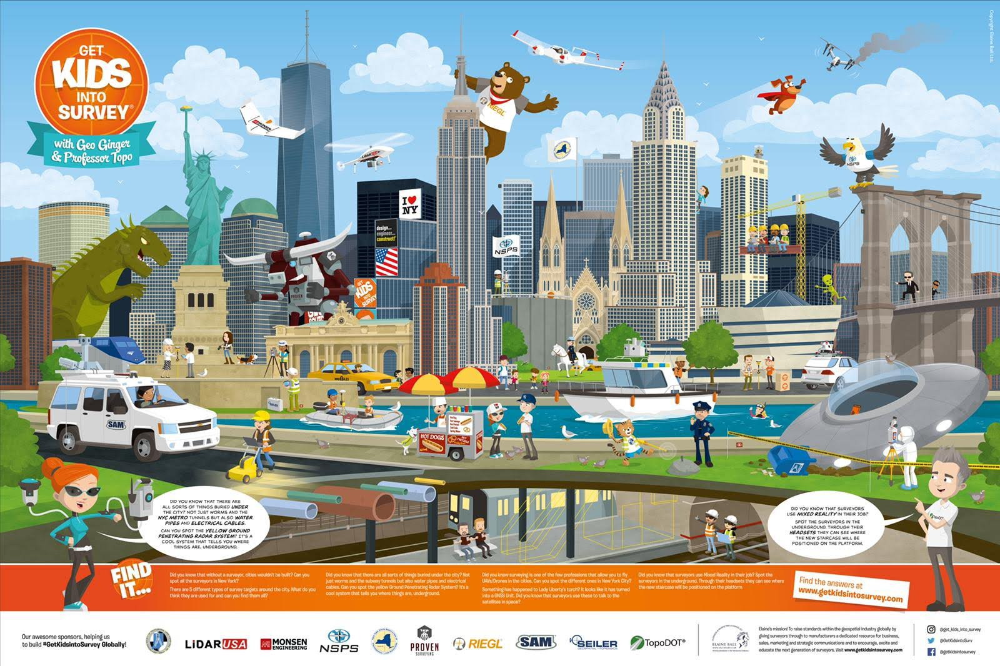 Copyright Elaine Ball Ltd.
GET
KIDS
INTO
SURVEY®
with Geo Ginger
& Professor Topo
MONSEN
LiDARUSA
RIEGL
I ♥
NY
design...
engineer...
construct!
NSPS
NSPS
PROVEN
GET
KIDS
INTO
SURVEY
SAM
SEILER
TAXI
HOT DOGS
PRETZELS
TopoDOT
DID YOU KNOW THAT THERE ARE
ALL SORTS OF THINGS BURIED UNDER
THE CITY? NOT JUST WORMS AND THE
NYC METRO TUNNELS BUT ALSO WATER
PIPES AND ELECTRICAL CABLES.
CAN YOU SPOT THE YELLOW GROUND
PENETRATING RADAR SYSTEM? IT'S A
COOL SYSTEM THAT TELLS YOU WHERE
THINGS ARE, UNDERGROUND.
DID YOU KNOW THAT SURVEYORS
USE MIXED REALITY IN THEIR JOB?
SPOT THE SURVEYORS IN THE
UNDERGROUND. THROUGH THEIR
HEADSETS THEY CAN SEE WHERE
THE NEW STAIRCASE WILL BE
POSITIONED ON THE PLATFORM.
FIND
IT...
Did you know that without a surveyor, cities wouldn't be built? Can you
spot all the surveyors in New York?
There are 5 different types of survey targets around the city. What do you
think they are used for and can you find them all?
Did you know that there are all sorts of things buried under the city? Not
just worms and the subway tunnels but also water pipes and electrical
cables. Can you spot the yellow Ground Penetrating Radar System? It's a
cool system that tells you where things are, underground.
Did you know surveying is one of the few professions that allow you to fly
UAVs/Drones in the cities. Can you spot the different ones in New York City?
Something has happened to Lady Liberty's torch? It looks like it has turned
into a GNSS Unit. Did you know that surveyors use these to talk to the
satellites in space?
Did you know that surveyors use Mixed Reality in their job? Spot the
surveyors in the underground. Through their headsets they can see where
the new staircase will be positioned on the platform
Find the answers at
www.getkidsintosurvey.com
Our awesome sponsors, helping us
to build #GetKidsintoSurvey Globally!
LiDARUSA
MONSEN
ENGINEERING
NSPS
PROVEN
SURVEYING
RIEGL
SAM
SEILER
GEOSPATIAL • FORENSICS
TopoDOT®
ELAINE BALL
Elaine's mission! To raise standards within the geospatial industry globally by
giving surveyors through to manufacturers a dedicated resource for business,
sales, marketing and strategic communications and to encourage, excite and
educate the next generation of surveyors. Visit www.getkidsintosurvey.com
@get_kids_into_survey
@GetKidsintoSurv
@getkidsintosurvey